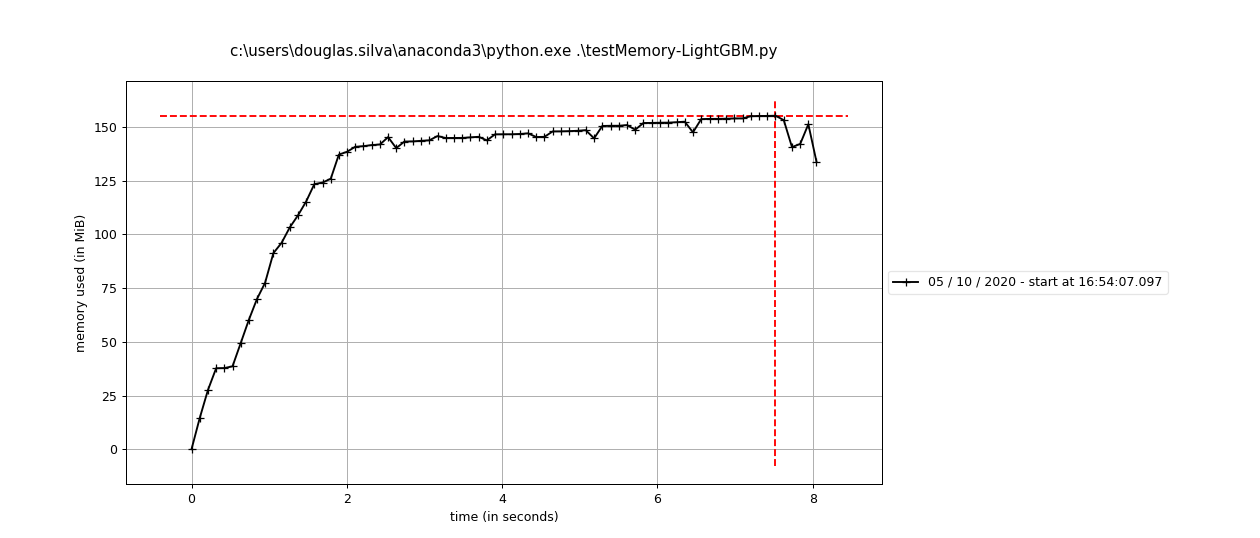 c:\users\douglas.silva\anaconda3\python.exe .\testMemory-LightGBM.py
150
125
100
75
50
25
0
memory used (in MiB)
0 2 4 6 8
time (in seconds)
05 / 10 / 2020 - start at 16:54:07.097